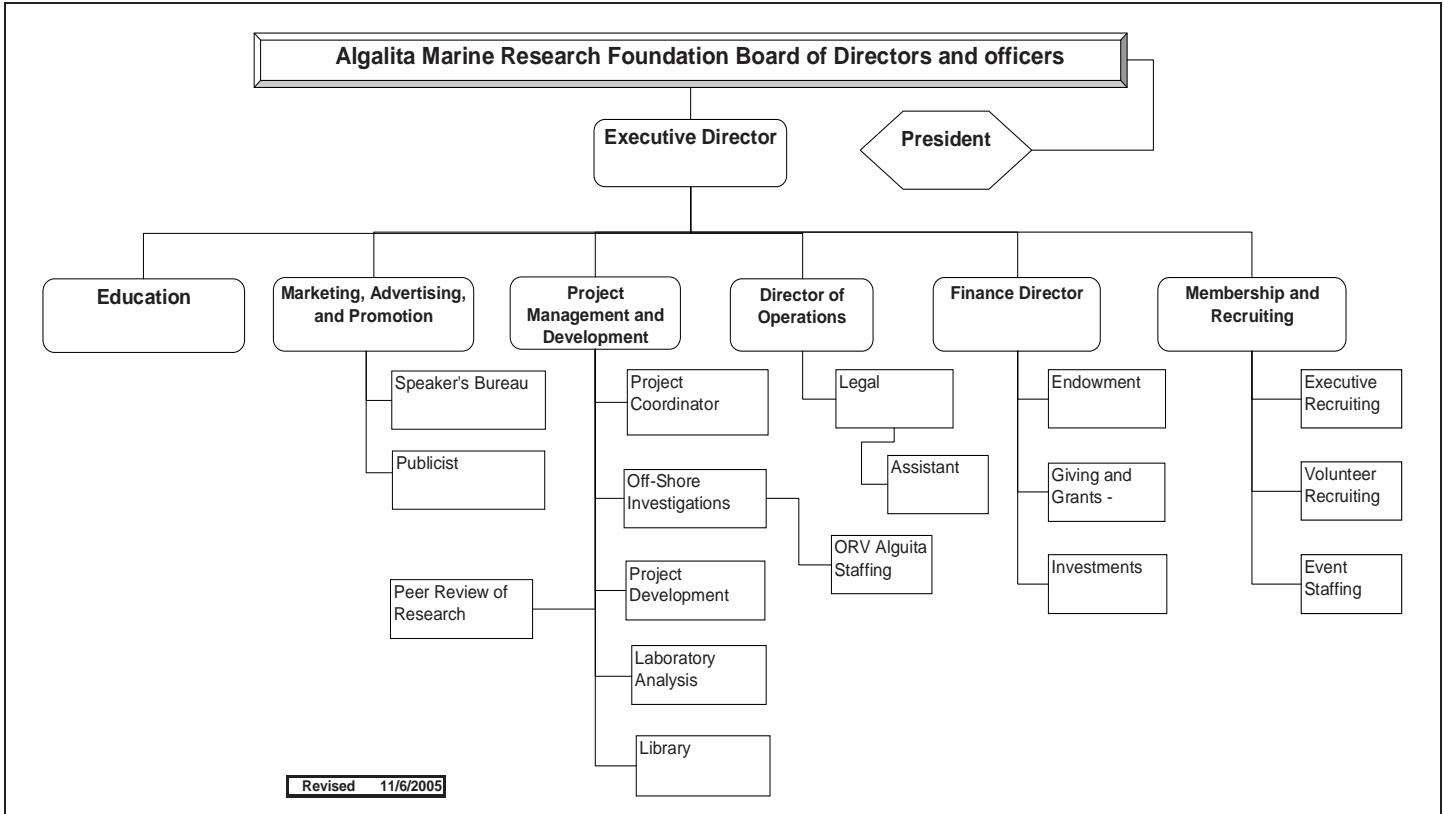 Algalita Marine Research Foundation Board of Directors and officers
Executive Director
President
Education
Marketing, Advertising,
and Promotion
Project
Management and
Development
Director of
Operations
Finance Director
Membership and
Recruiting
Speaker's Bureau
Publicist
Project
Coordinator
Off-Shore
Investigations
ORV Alguita
Staffing
Project
Development
Peer Review of
Research
Laboratory
Analysis
Library
Legal
Assistant
Endowment
Giving and
Grants -
Investments
Executive
Recruiting
Volunteer
Recruiting
Event
Staffing
Revised 11/6/2005